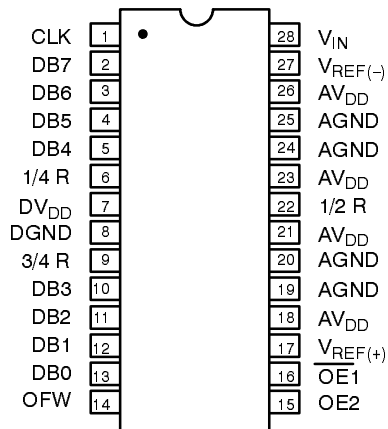 CLK 1 28 VIN
DB7 2 27 VREF(−)
DB6 3 26 AVDD
DB5 4 25 AGND
DB4 5 24 AGND
1/4 R 6 23 AVDD
DVDD 7 22 1/2 R
DGND 8 21 AVDD
3/4 R 9 20 AGND
DB3 10 19 AGND
DB2 11 18 AVDD
DB1 12 17 VREF(+)
DB0 13 16 O̅E̅1̅
OFW 14 15 OE2